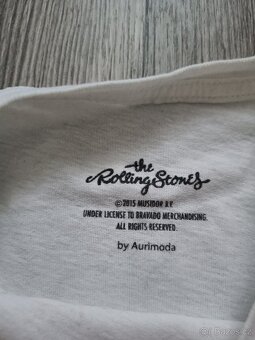 the
Rolling Stones
©2015 MUSIDOR B.V.
UNDER LICENSE TO BRAVADO MERCHANDISING.
ALL RIGHTS RESERVED.
by Aurimoda